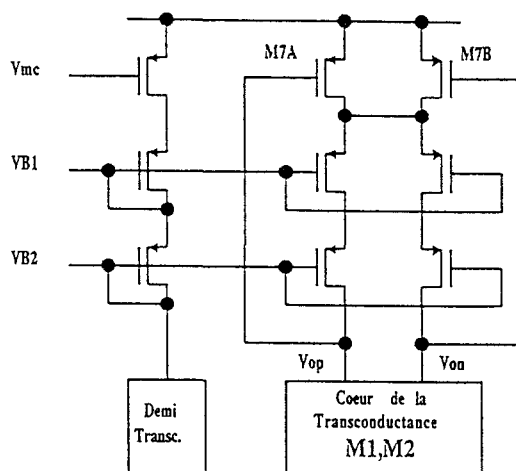 M7A
M7B
Vmc
VB1
VB2
Vop
Von
Demi
Transc.
Coeur de la
Transconductance
M1,M2